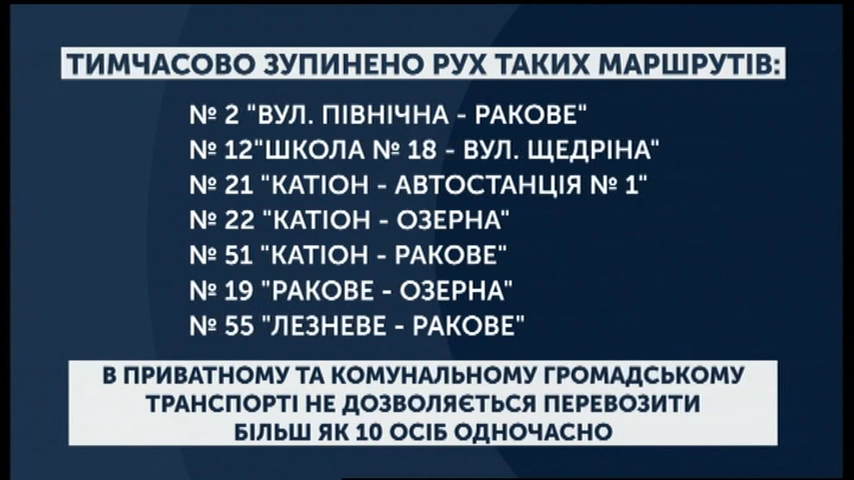 ТИМЧАСОВО ЗУПИНЕНО РУХ ТАКИХ МАРШРУТІВ:
№ 2 "ВУЛ. ПІВНІЧНА - РАКОВЕ"
№ 12"ШКОЛА № 18 - ВУЛ. ЩЕДРІНА"
№ 21 "КАТІОН - АВТОСТАНЦІЯ № 1"
№ 22 "КАТІОН - ОЗЕРНА"
№ 51 "КАТІОН - РАКОВЕ"
№ 19 "РАКОВЕ - ОЗЕРНА"
№ 55 "ЛЕЗНЕВЕ - РАКОВЕ"
В ПРИВАТНОМУ ТА КОМУНАЛЬНОМУ ГРОМАДСЬКОМУ
ТРАНСПОРТІ НЕ ДОЗВОЛЯЄТЬСЯ ПЕРЕВОЗИТИ
БІЛЬШ ЯК 10 ОСІБ ОДНОЧАСНО